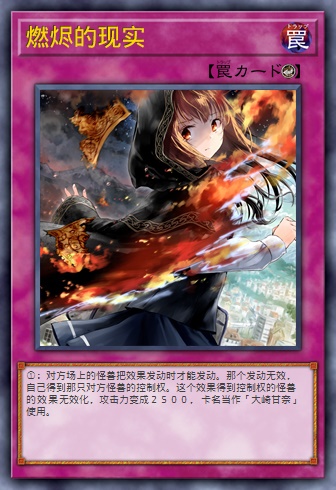 燃烬的现实
トラップ
罠
【罠カード】
①:对方场上的怪兽把效果发动时才能发动。那个发动无效,
自己得到那只对方怪兽的控制权。这个效果得到控制权的怪兽
的效果无效化,攻击力变成2500,卡名当作「大崎甘奈」
使用。